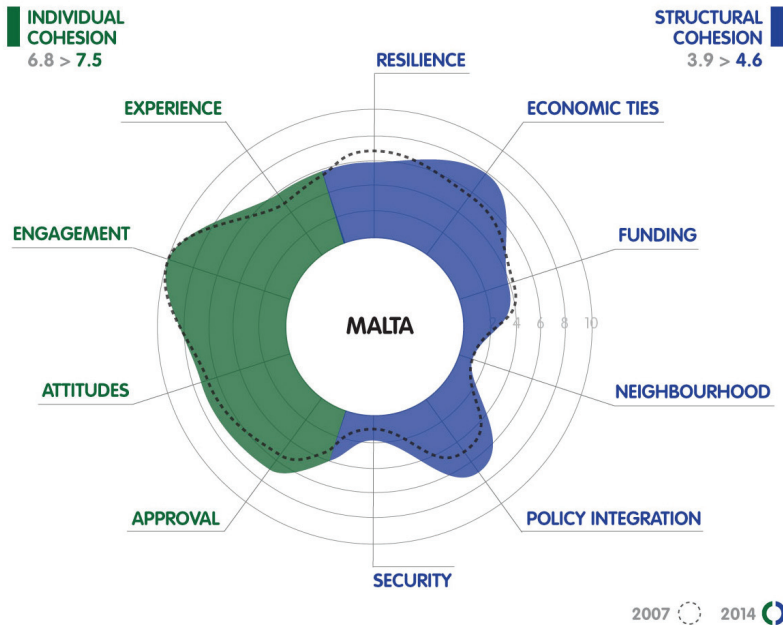 INDIVIDUAL
COHESION
6.8 > 7.5
STRUCTURAL
COHESION
3.9 > 4.6
RESILIENCE
EXPERIENCE
ECONOMIC TIES
ENGAGEMENT
FUNDING
MALTA
4 6 8 10
ATTITUDES
NEIGHBOURHOOD
APPROVAL
POLICY INTEGRATION
SECURITY
2007 2014